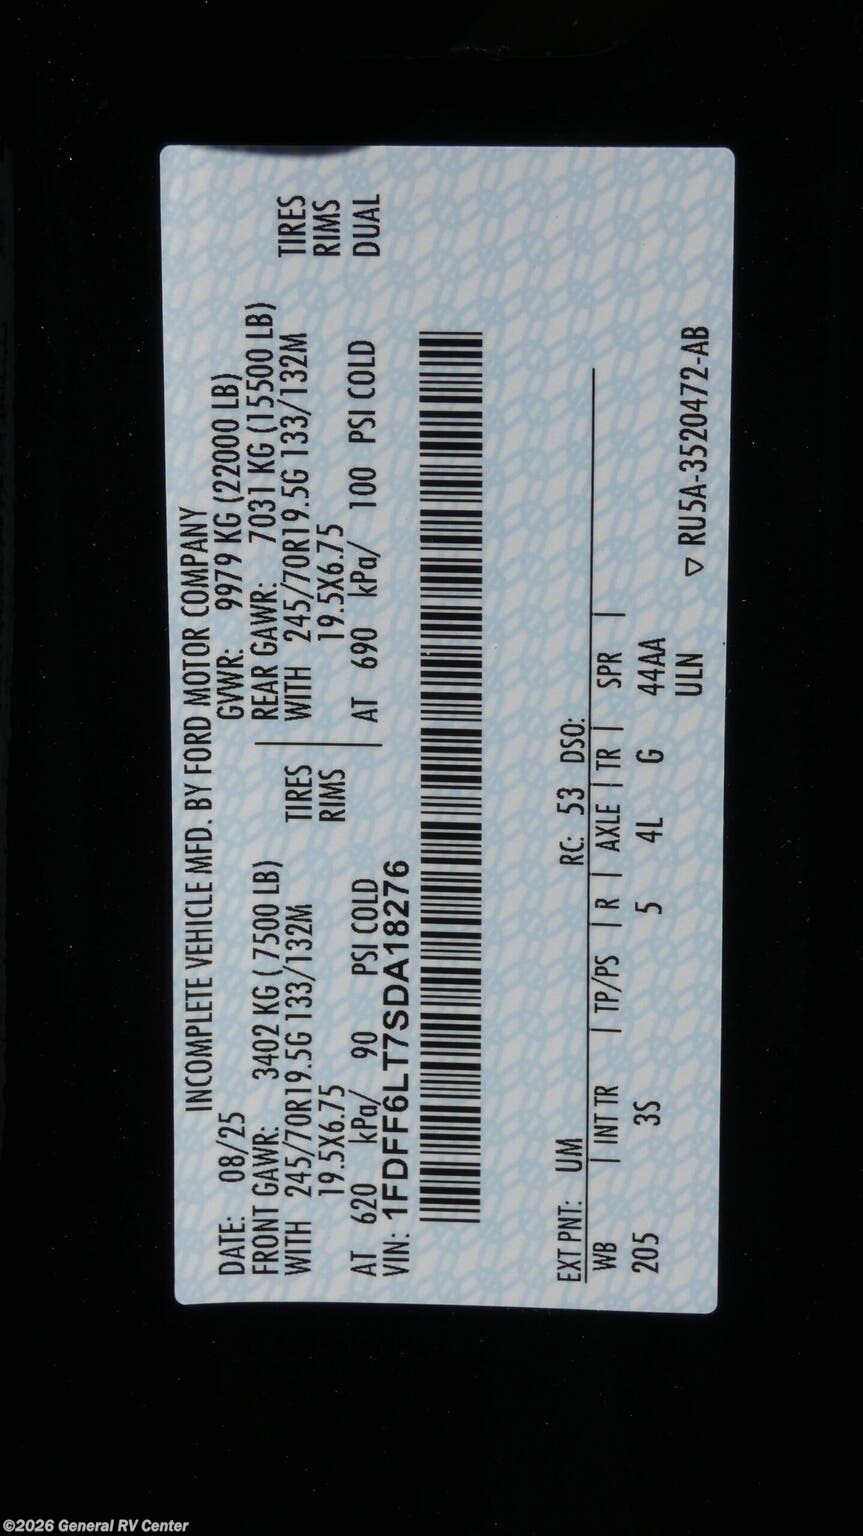 INCOMPLETE VEHICLE MFD. BY FORD MOTOR COMPANY
DATE: 08/25 GVWR: 9979 KG (22000 LB)
FRONT GAWR: 3402 KG ( 7500 LB) REAR GAWR: 7031 KG (15500 LB)
WITH 245/70R19.5G 133/132M TIRES WITH 245/70R19.5G 133/132M TIRES
19.5X6.75 RIMS 19.5X6.75 RIMS
AT 620 kPa/ 90 PSI COLD AT 690 kPa/ 100 PSI COLD DUAL
VIN: 1FDFF6LT7SDA18276
EXT PNT: UM RC: 53 DSO:
WB | INT TR | TP/PS | R | AXLE | TR | SPR |
205 3S 5 4L G 44AA
ULN
▽ RU5A-3520472-AB
©2026 General RV Center